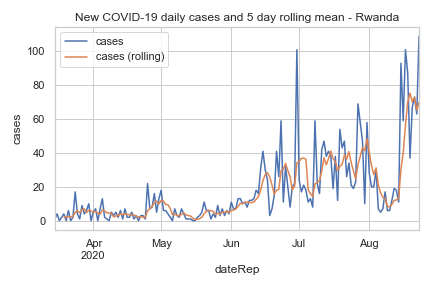 New COVID-19 daily cases and 5 day rolling mean - Rwanda
cases
cases (rolling)
100
80
60
40
20
0
cases
Apr
2020
May
Jun
Jul
Aug
dateRep